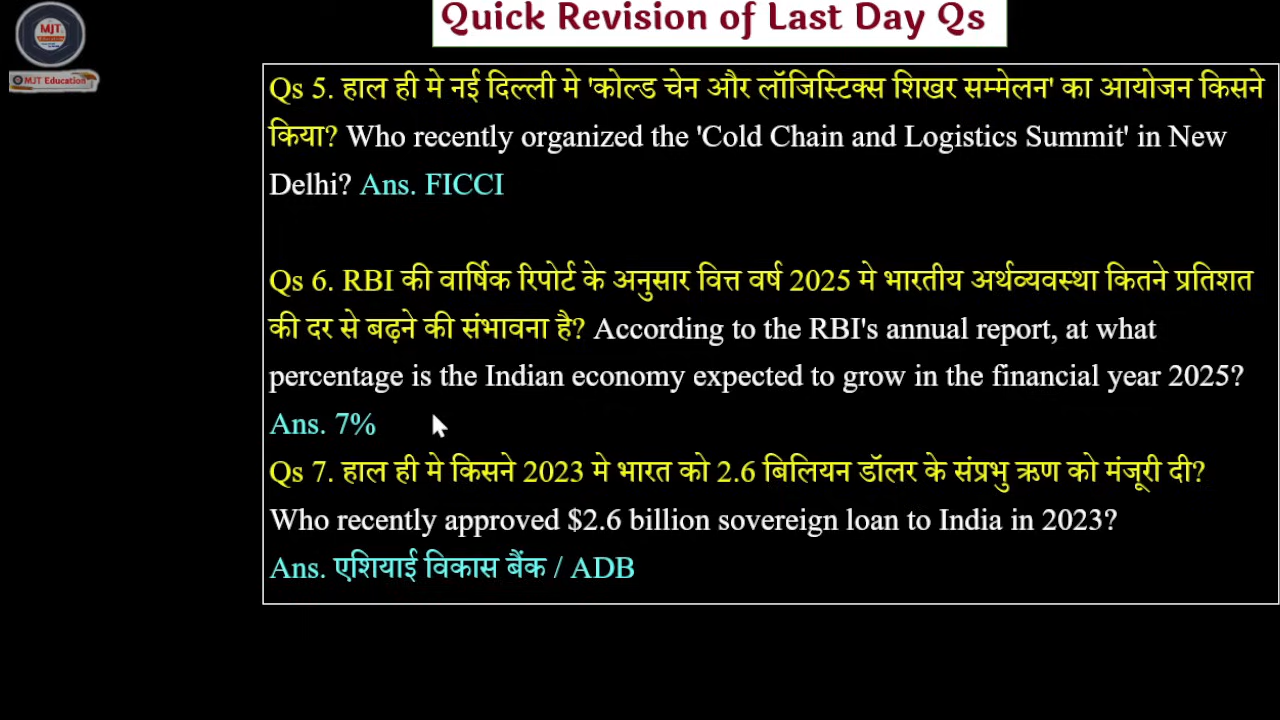 Quick Revision of Last Day Qs
MJT
Education
MJT Education
Qs 5. हाल ही मे नई दिल्ली मे 'कोल्ड चेन और लॉजिस्टिक्स शिखर सम्मेलन' का आयोजन किसने
किया? Who recently organized the 'Cold Chain and Logistics Summit' in New
Delhi? Ans. FICCI
Qs 6. RBI की वार्षिक रिपोर्ट के अनुसार वित्त वर्ष 2025 मे भारतीय अर्थव्यवस्था कितने प्रतिशत
की दर से बढ़ने की संभावना है? According to the RBI's annual report, at what
percentage is the Indian economy expected to grow in the financial year 2025?
Ans. 7%
Qs 7. हाल ही मे किसने 2023 मे भारत को 2.6 बिलियन डॉलर के संप्रभु ऋण को मंजूरी दी?
Who recently approved $2.6 billion sovereign loan to India in 2023?
Ans. एशियाई विकास बैंक / ADB